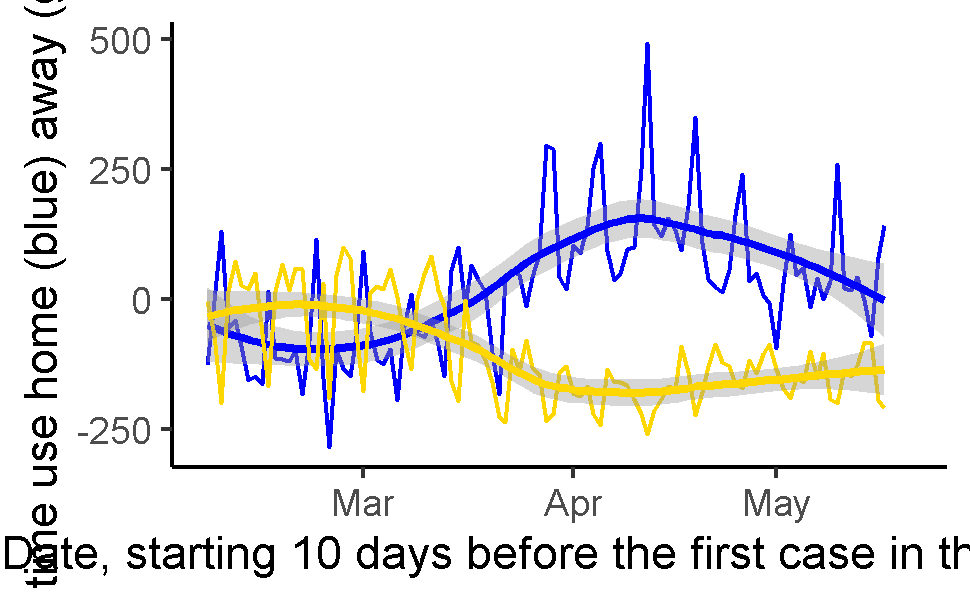 time use home (blue) away (
500
250
0
-250
Mar Apr May
Date, starting 10 days before the first case in th